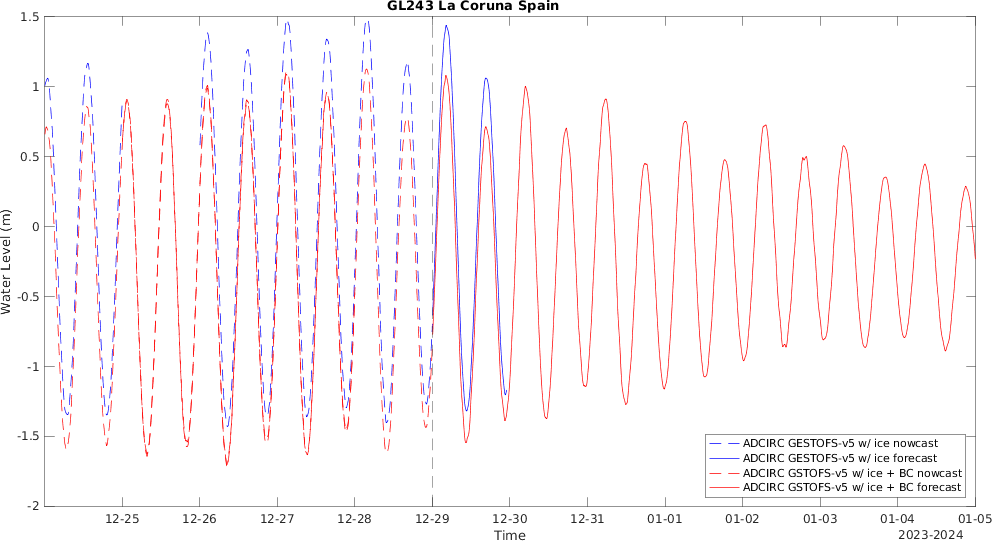 GL243 La Coruna Spain
1.5
1
0.5
0
-0.5
-1
-1.5
-2
Water Level (m)
ADCIRC GESTOFS-v5 w/ ice nowcast
ADCIRC GESTOFS-v5 w/ ice forecast
ADCIRC GSTOFS-v5 w/ ice + BC nowcast
ADCIRC GSTOFS-v5 w/ ice + BC forecast
12-25 12-26 12-27 12-28 12-29 12-30 12-31 01-01 01-02 01-03 01-04 01-05
Time
2023-2024